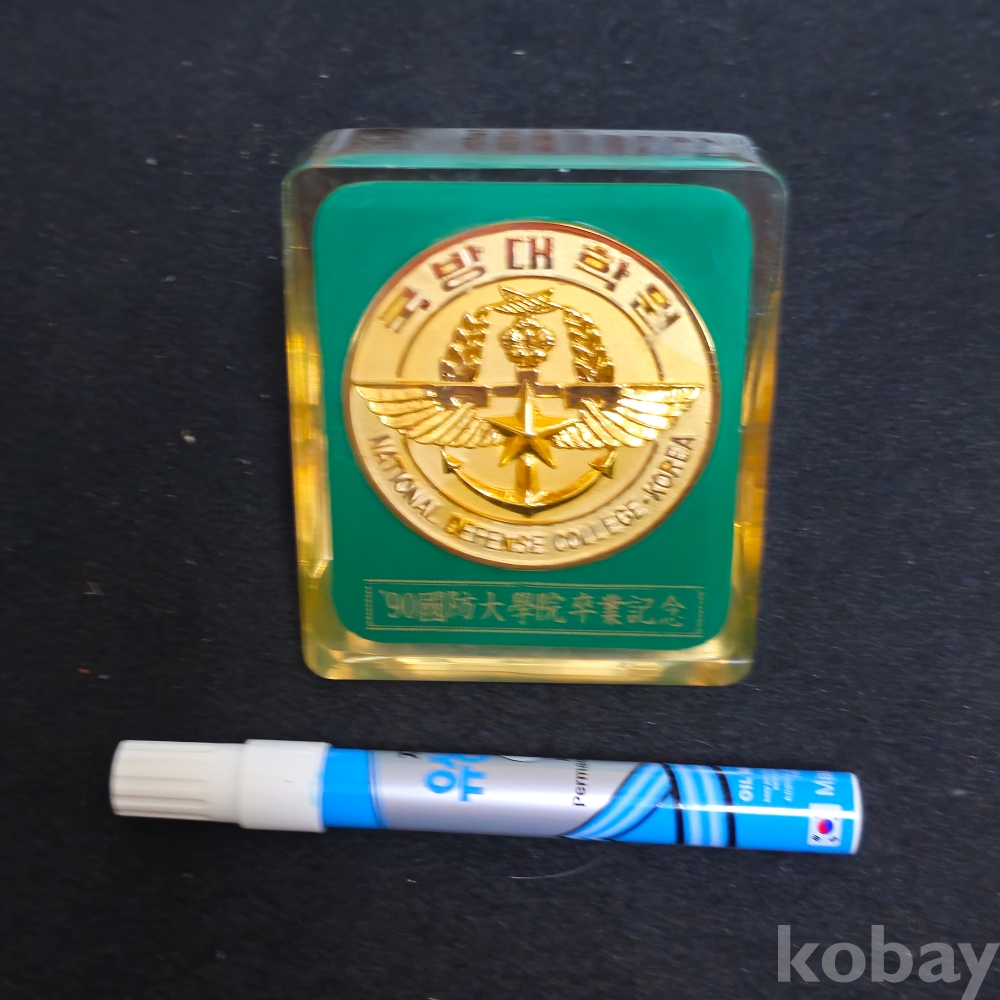 국방대학원
NATIONAL DEFENSE COLLEGE-KOREA
'90國防大學院卒業記念
유성
Perma
OIL
Ma
kobay